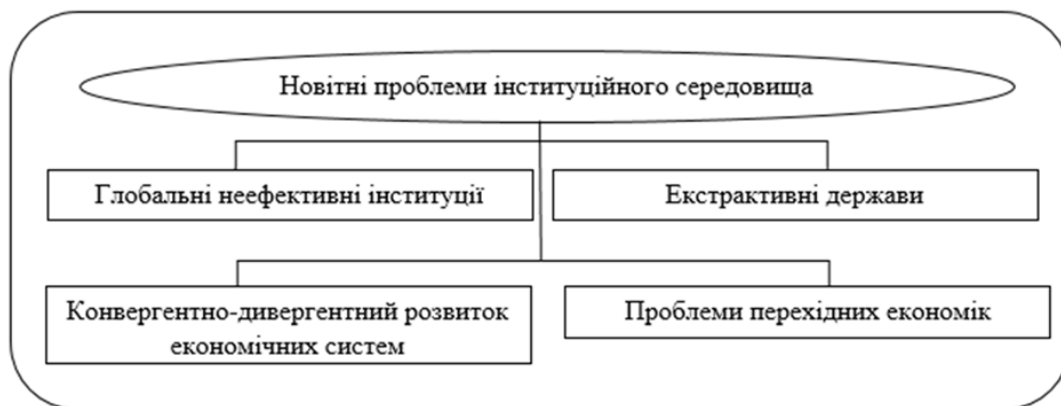 Новітні проблеми інституційного середовища
Глобальні неефективні інституції
Екстрактивні держави
Конвергентно-дивергентний розвиток
економічних систем
Проблеми перехідних економік